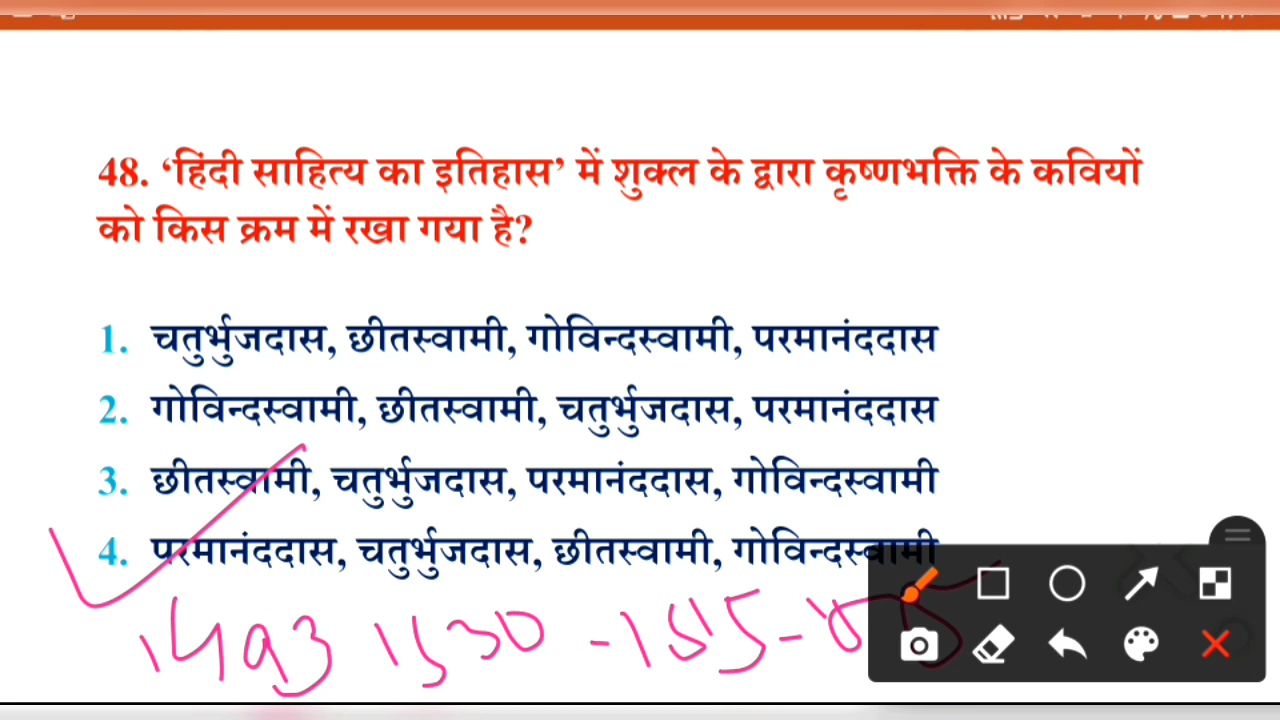 48. ‘हिंदी साहित्य का इतिहास’ में शुक्ल के द्वारा कृष्णभक्ति के कवियों
को किस क्रम में रखा गया है?
1. चतुर्भुजदास, छीतस्वामी, गोविन्दस्वामी, परमानंददास
2. गोविन्दस्वामी, छीतस्वामी, चतुर्भुजदास, परमानंददास
3. छीतस्वामी, चतुर्भुजदास, परमानंददास, गोविन्दस्वामी
4. परमानंददास, चतुर्भुजदास, छीतस्वामी, गोविन्दस्वामी
1493 1530 - 1515 -